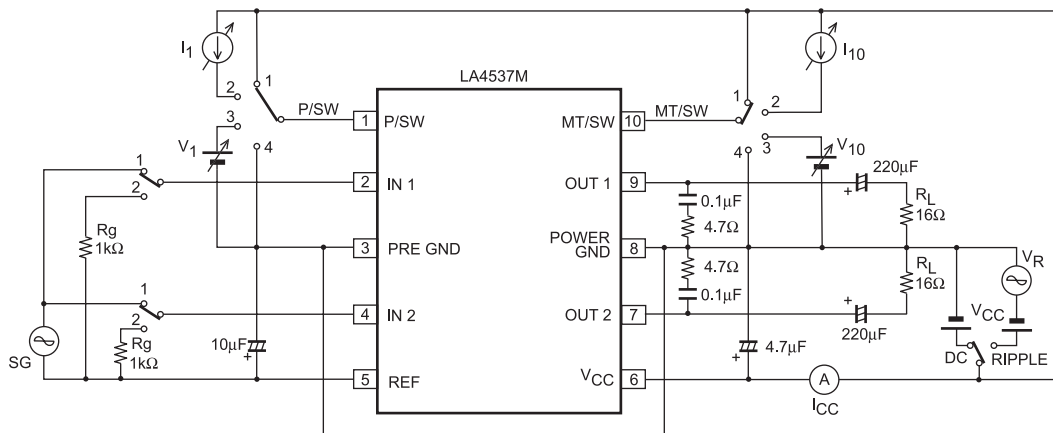 I1
I10
LA4537M
1
2
3
4
P/SW
1
P/SW
MT/SW
10
MT/SW
1
2
3
4
V1
V10
1
2
2
IN 1
OUT 1
9
220µF
+
0.1µF
4.7Ω
RL
16Ω
Rg
1kΩ
3
PRE GND
POWER
GND
8
4.7Ω
0.1µF
RL
16Ω
VR
1
2
4
IN 2
OUT 2
7
+
220µF
VCC
DC
RIPPLE
SG
Rg
1kΩ
10µF
+
4.7µF
+
5
REF
VCC
6
A
ICC